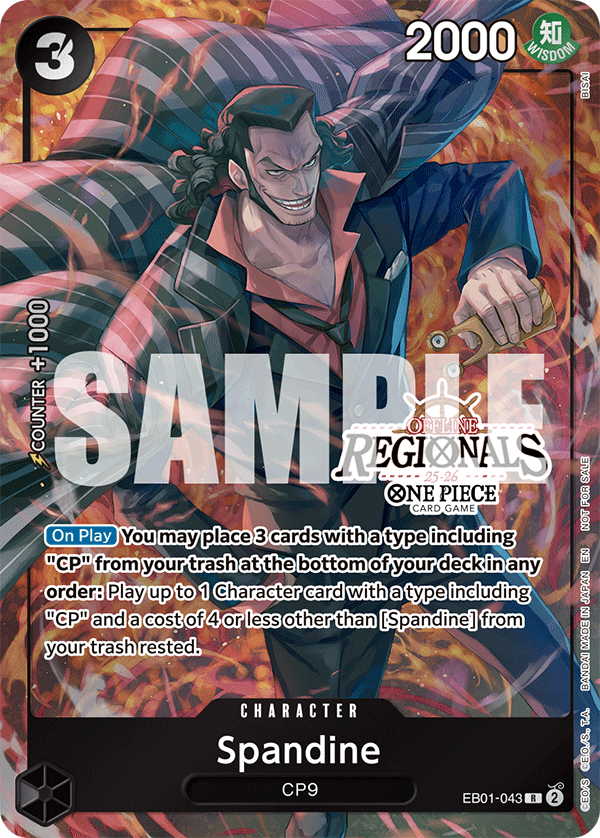 3
2000
知
WISDOM
BISAI
COUNTER +1000
SAMPLE
OFFLINE
REGIONALS
25-26
ONE PIECE
CARD GAME
On Play You may place 3 cards with a type including
"CP" from your trash at the bottom of your deck in any
order: Play up to 1 Character card with a type including
"CP" and a cost of 4 or less other than [Spandine] from
your trash rested.
©E.O/S ©E.O./S., T.A. BANDAI MADE IN JAPAN EN NOT FOR SALE
CHARACTER
Spandine
CP9
EB01-043 R 2